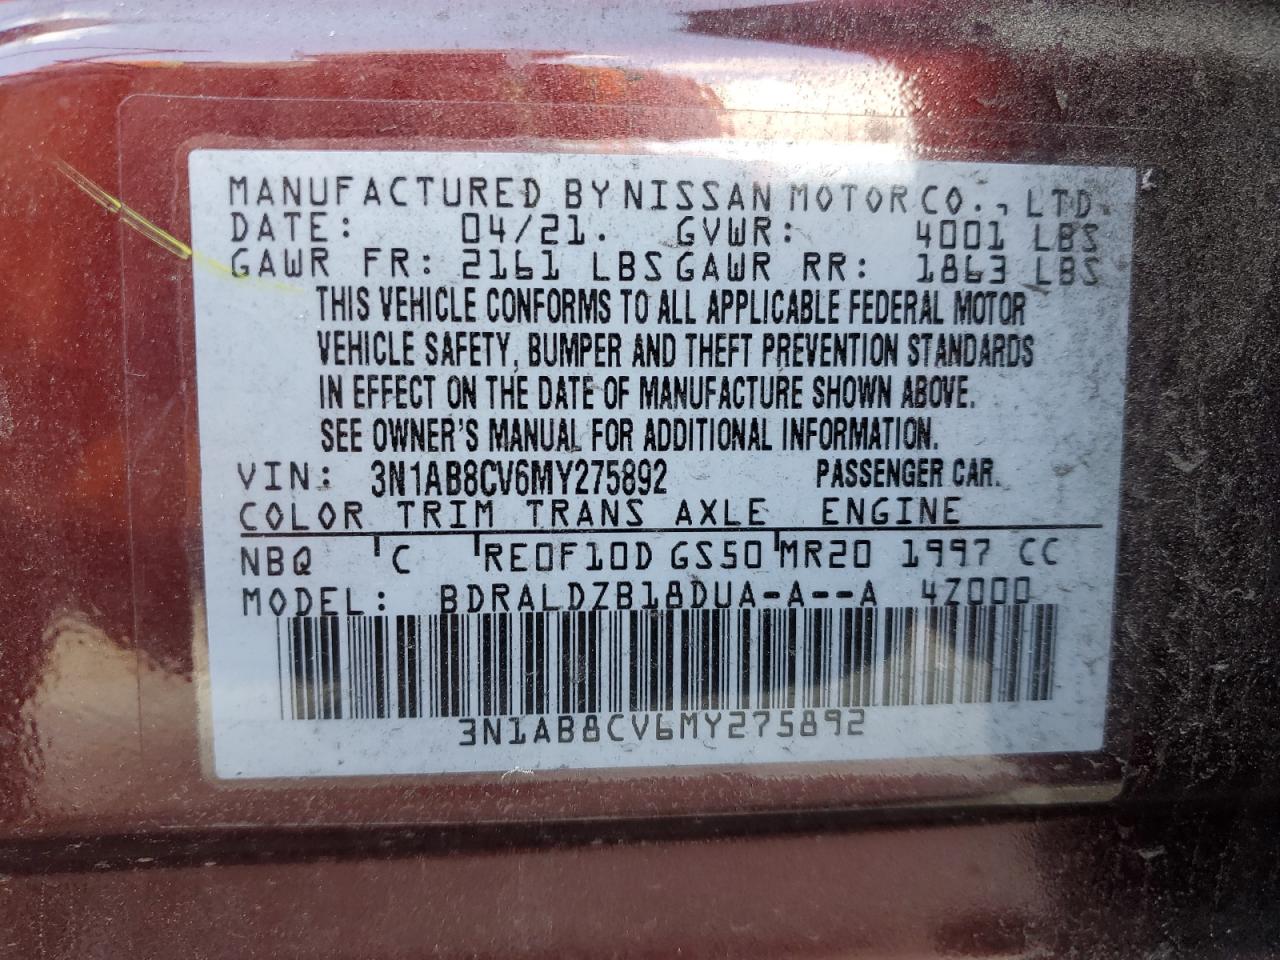 MANUFACTURED BY NISSAN MOTOR CO., LTD.
DATE: 04/21. GVWR: 4001 LBS
GAWR FR: 2161 LBS GAWR RR: 1863 LBS
THIS VEHICLE CONFORMS TO ALL APPLICABLE FEDERAL MOTOR
VEHICLE SAFETY, BUMPER AND THEFT PREVENTION STANDARDS
IN EFFECT ON THE DATE OF MANUFACTURE SHOWN ABOVE.
SEE OWNER'S MANUAL FOR ADDITIONAL INFORMATION.
VIN: 3N1AB8CV6MY275892 PASSENGER CAR.
COLOR TRIM TRANS AXLE ENGINE
NBQ C RE0F10D GS50 MR20 1997 CC
MODEL: BDRALDZB18DUA-A--A 4Z000
3N1AB8CV6MY275892